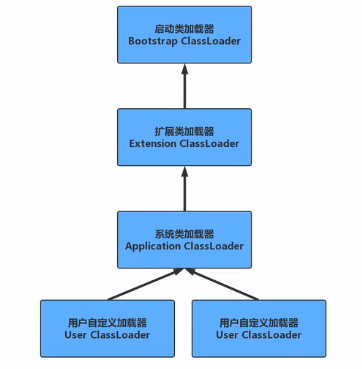 启动类加载器
Bootstrap ClassLoader
扩展类加载器
Extension ClassLoader
系统类加载器
Application ClassLoader
用户自定义加载器
User ClassLoader
用户自定义加载器
User ClassLoader